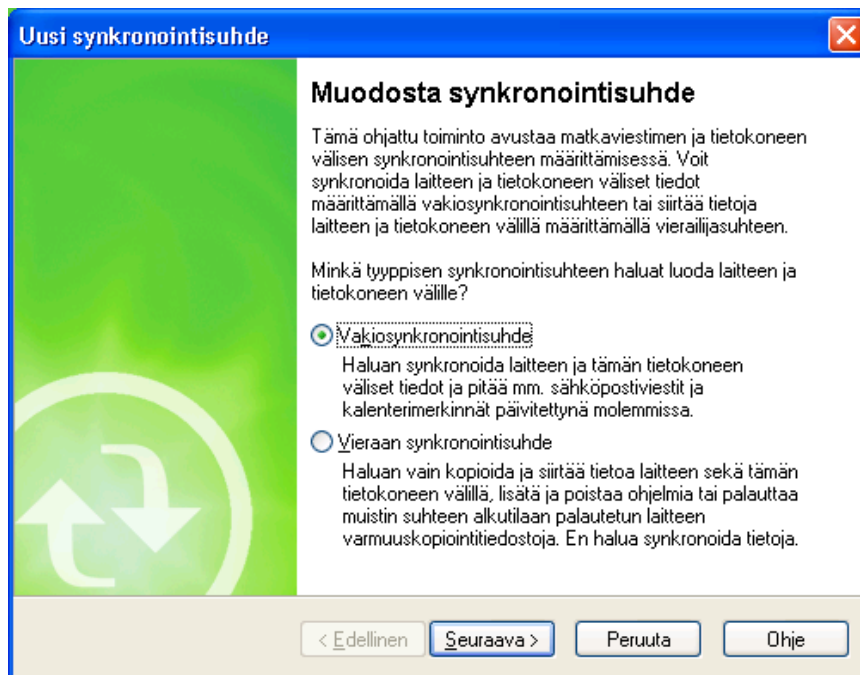 Uusi synkronointisuhde
Muodosta synkronointisuhde
Tämä ohjattu toiminto avustaa matkaviestimen ja tietokoneen
välisen synkronointisuhteen määrittämisessä. Voit
synkronoida laitteen ja tietokoneen väliset tiedot
määrittämällä vakiosynkronointisuhteen tai siirtää tietoja
laitteen ja tietokoneen välillä määrittämällä vierailijasuhteen.
Minkä tyyppisen synkronointisuhteen haluat luoda laitteen ja
tietokoneen välille?
Vakiosynkronointisuhde
Haluan synkronoida laitteen ja tämän tietokoneen
väliset tiedot ja pitää mm. sähköpostiviestit ja
kalenterimerkinnät päivitettynä molemmissa.
Vieraan synkronointisuhde
Haluan vain kopioida ja siirtää tietoa laitteen sekä tämän
tietokoneen välillä, lisätä ja poistaa ohjelmia tai palauttaa
muistin suhteen alkutilaan palautetun laitteen
varmuuskopiointitiedostoja. En halua synkronoida tietoja.
< Edellinen Seuraava > Peruuta Ohje